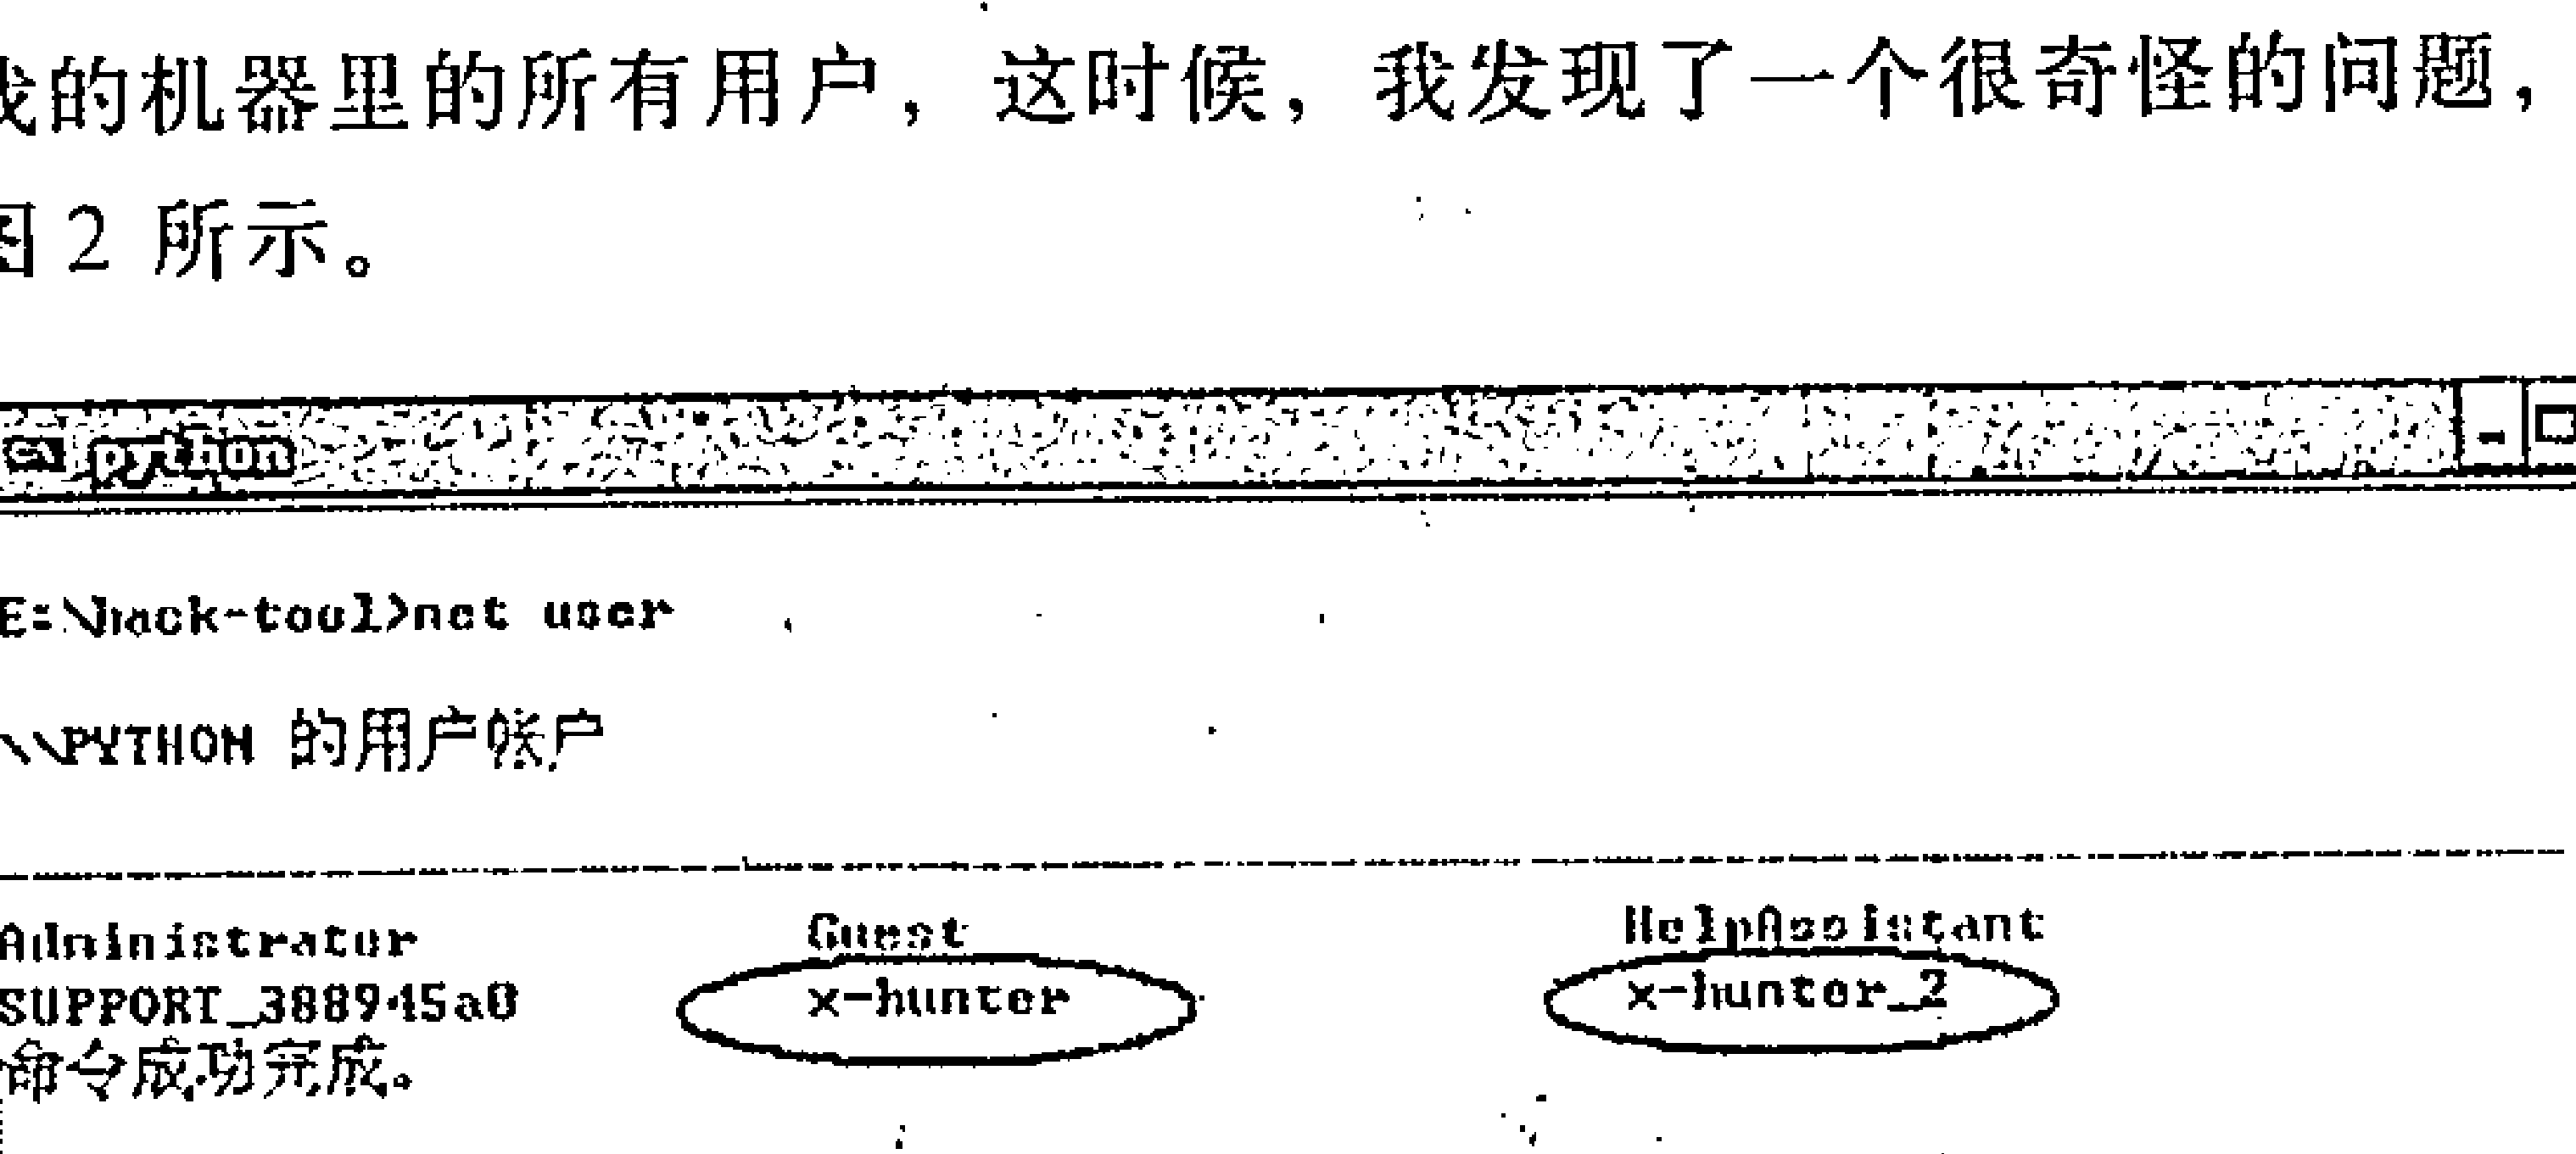 我的机器里的所有用户，这时候，我发现了一个很奇怪的问题，
图2 所示。
python
E:\hack-tool>net user
\\PYTHON 的用户帐户
Administrator Guest HelpAssistant
SUPPORT_388945a0 x-hunter x-hunter_2
命令成功完成。